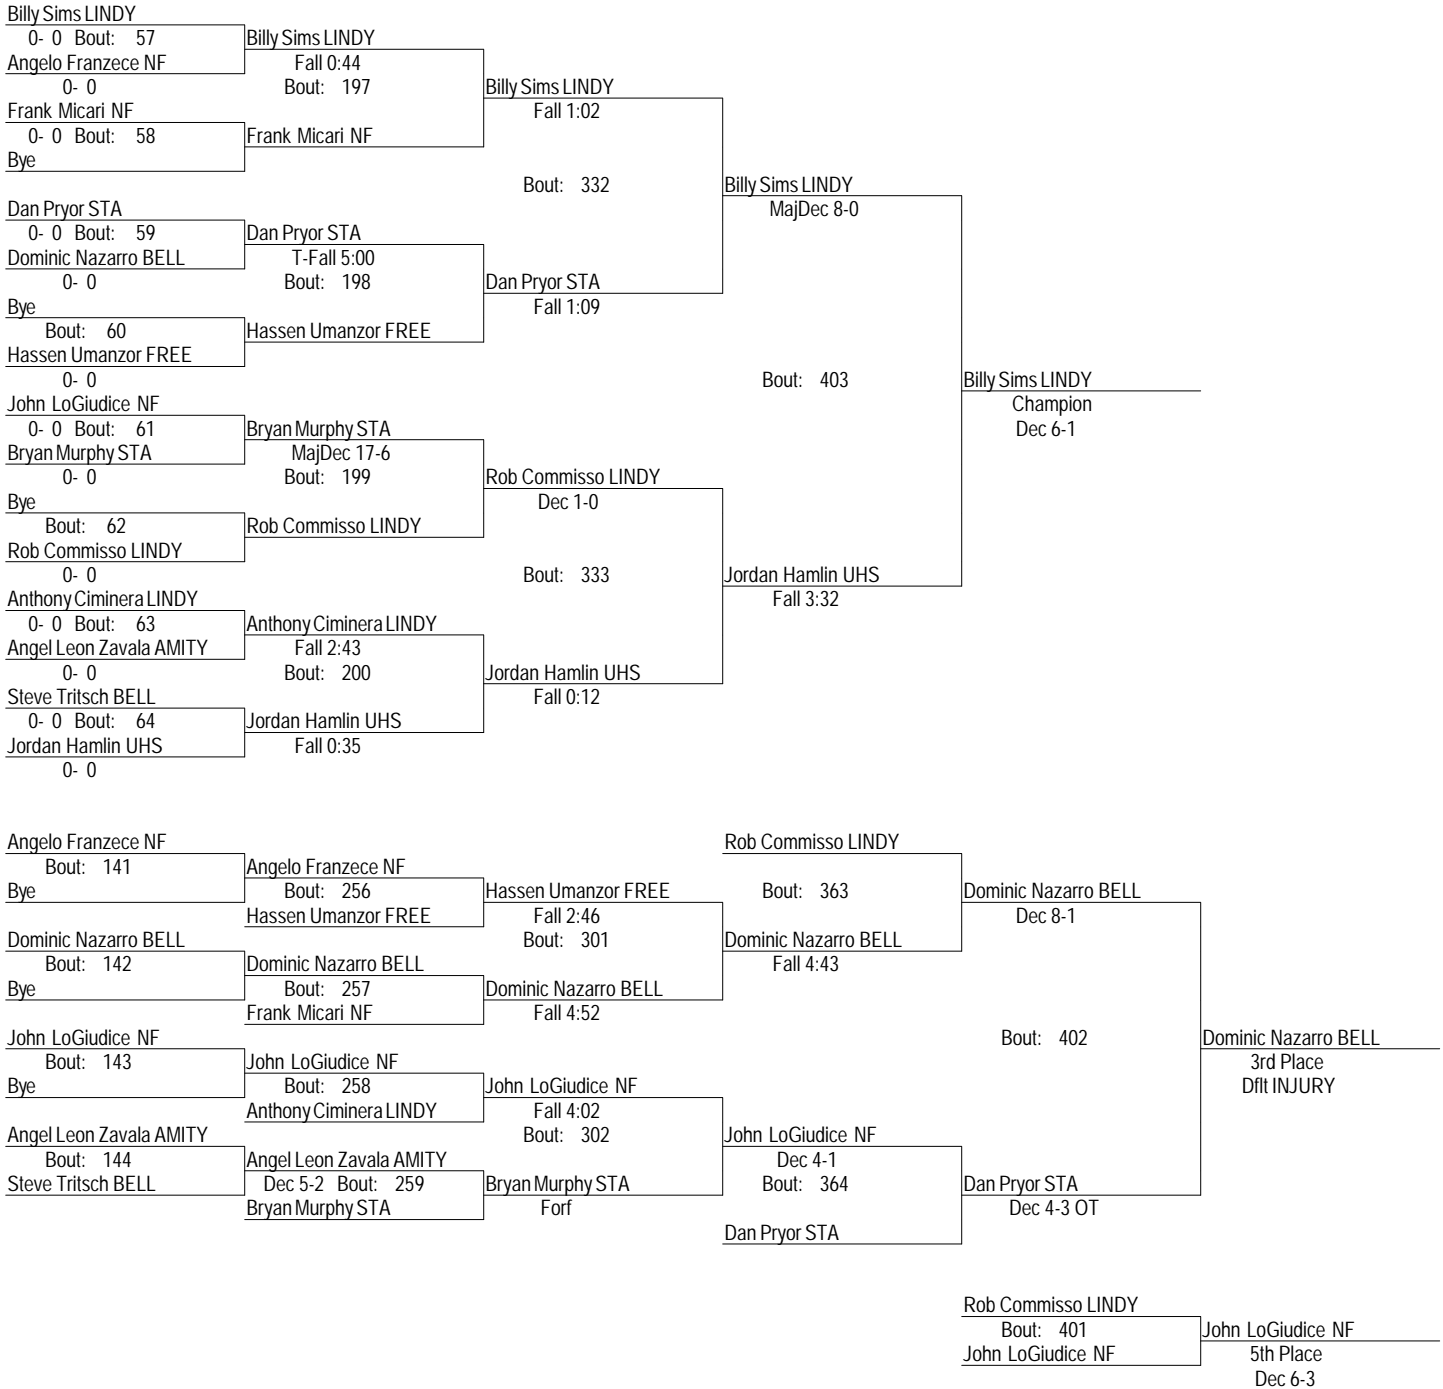 Billy Sims LINDY
0- 0 Bout: 57 Billy Sims LINDY
Angelo Franzece NF Fall 0:44
0- 0 Bout: 197 Billy Sims LINDY
Frank Micari NF Fall 1:02
0- 0 Bout: 58 Frank Micari NF
Bye
Bout: 332 Billy Sims LINDY
Dan Pryor STA MajDec 8-0
0- 0 Bout: 59 Dan Pryor STA
Dominic Nazarro BELL T-Fall 5:00
0- 0 Bout: 198 Dan Pryor STA
Bye Fall 1:09
Bout: 60 Hassen Umanzor FREE
Hassen Umanzor FREE
0- 0 Bout: 403 Billy Sims LINDY
John LoGiudice NF Champion
0- 0 Bout: 61 Bryan Murphy STA Dec 6-1
Bryan Murphy STA MajDec 17-6
0- 0 Bout: 199 Rob Commisso LINDY
Bye Dec 1-0
Bout: 62 Rob Commisso LINDY
Rob Commisso LINDY
0- 0 Bout: 333 Jordan Hamlin UHS
Anthony Ciminera LINDY Fall 3:32
0- 0 Bout: 63 Anthony Ciminera LINDY
Angel Leon Zavala AMITY Fall 2:43
0- 0 Bout: 200 Jordan Hamlin UHS
Steve Tritsch BELL Fall 0:12
0- 0 Bout: 64 Jordan Hamlin UHS
Jordan Hamlin UHS Fall 0:35
0- 0
Angelo Franzece NF Rob Commisso LINDY
Bout: 141 Angelo Franzece NF
Bye Bout: 256 Hassen Umanzor FREE Bout: 363 Dominic Nazarro BELL
Hassen Umanzor FREE Fall 2:46 Dec 8-1
Dominic Nazarro BELL Bout: 301 Dominic Nazarro BELL
Bout: 142 Dominic Nazarro BELL Fall 4:43
Bye Bout: 257 Dominic Nazarro BELL
Frank Micari NF Fall 4:52
John LoGiudice NF Bout: 402 Dominic Nazarro BELL
Bout: 143 John LoGiudice NF 3rd Place
Bye Bout: 258 John LoGiudice NF Dflt INJURY
Anthony Ciminera LINDY Fall 4:02
Angel Leon Zavala AMITY Bout: 302 John LoGiudice NF
Bout: 144 Angel Leon Zavala AMITY Dec 4-1
Steve Tritsch BELL Dec 5-2 Bout: 259 Bryan Murphy STA Bout: 364 Dan Pryor STA
Bryan Murphy STA Forf Dec 4-3 OT
Dan Pryor STA
Rob Commisso LINDY
Bout: 401 John LoGiudice NF
John LoGiudice NF 5th Place
Dec 6-3